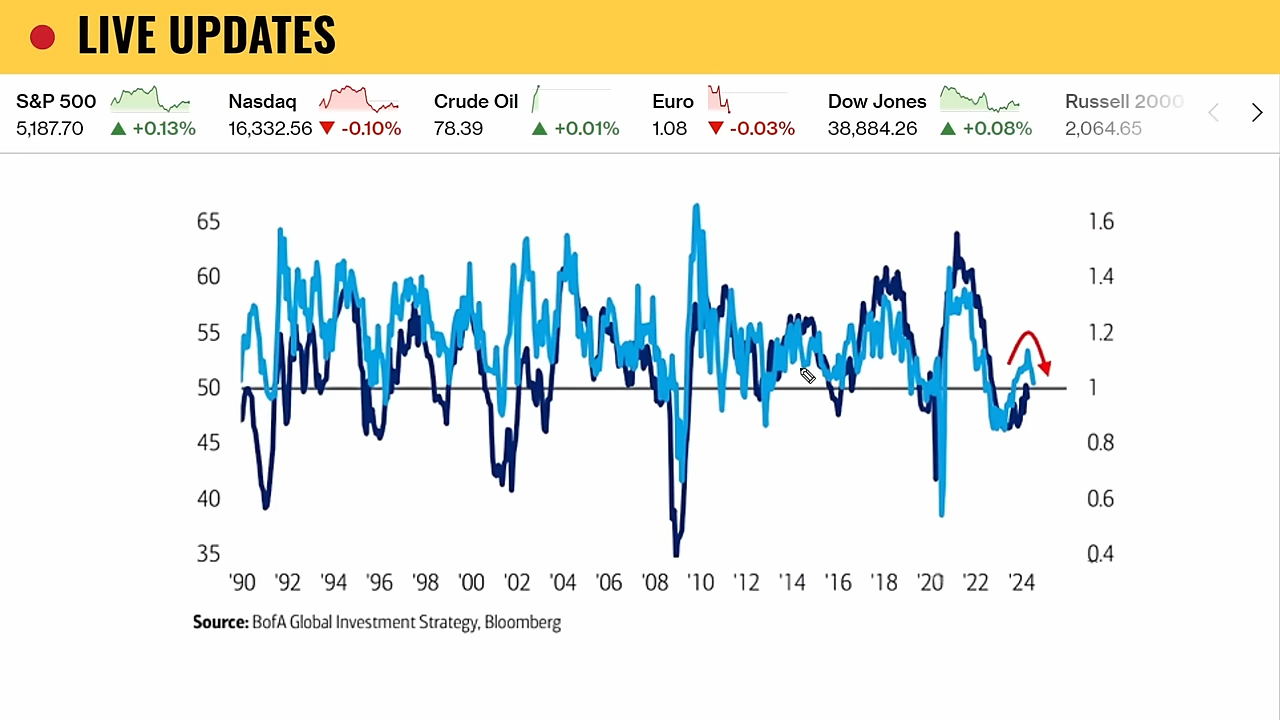 LIVE UPDATES
S&P 500 Nasdaq Crude Oil Euro Dow Jones Russell 2000
5,187.70 +0.13% 16,332.56 -0.10% 78.39 +0.01% 1.08 -0.03% 38,884.26 +0.08% 2,064.65
65 1.6
60 1.4
55 1.2
50 1
45 0.8
40 0.6
35 0.4
'90 '92 '94 '96 '98 '00 '02 '04 '06 '08 '10 '12 '14 '16 '18 '20 '22 '24
Source: BofA Global Investment Strategy, Bloomberg